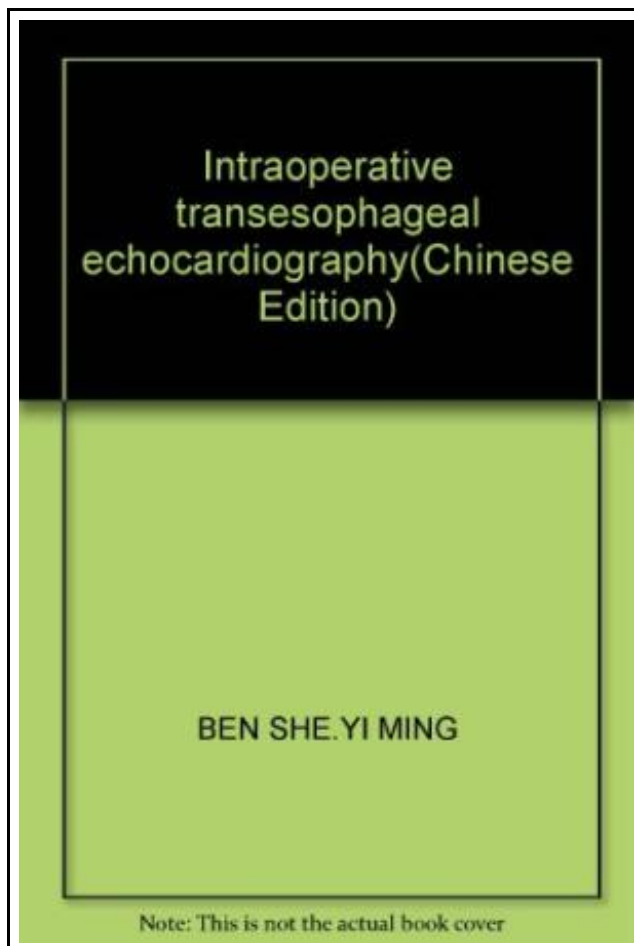 Intraoperative
transesophageal
echocardiography(Chinese
Edition)
BEN SHE.YI MING
Note: This is not the actual book cover